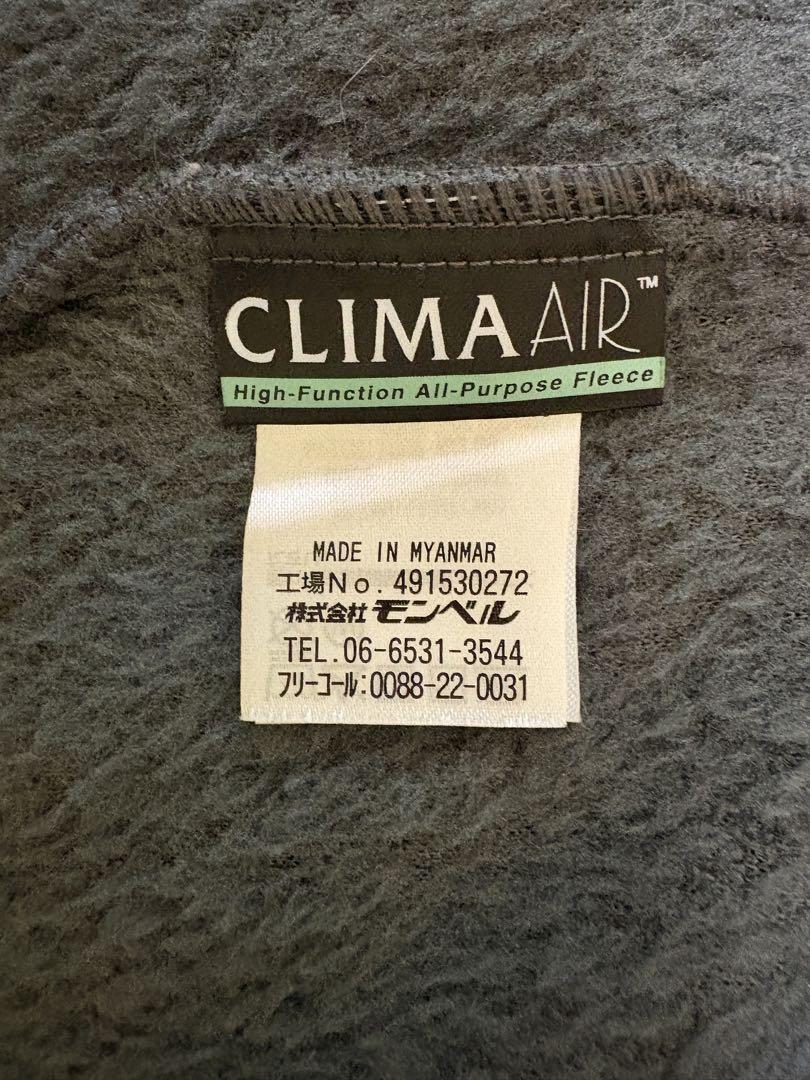 CLIMAAIR™
High-Function All-Purpose Fleece
MADE IN MYANMAR
工場No.491530272
株式会社モンベル
TEL.06-6531-3544
フリーコール:0088-22-0031